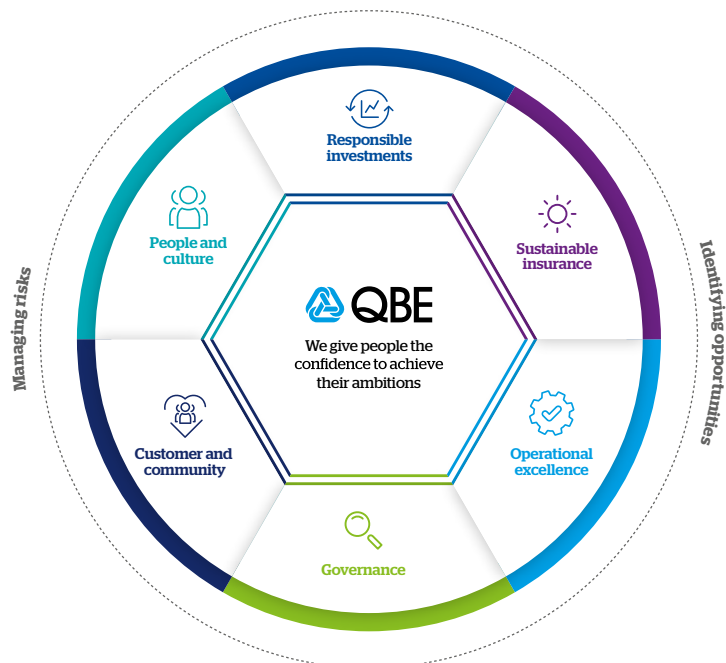 Responsible
investments
Sustainable
insurance
Operational
excellence
Governance
Customer and
community
People and
culture
QBE
We give people the
confidence to achieve
their ambitions
Managing risks
Identifying opportunities